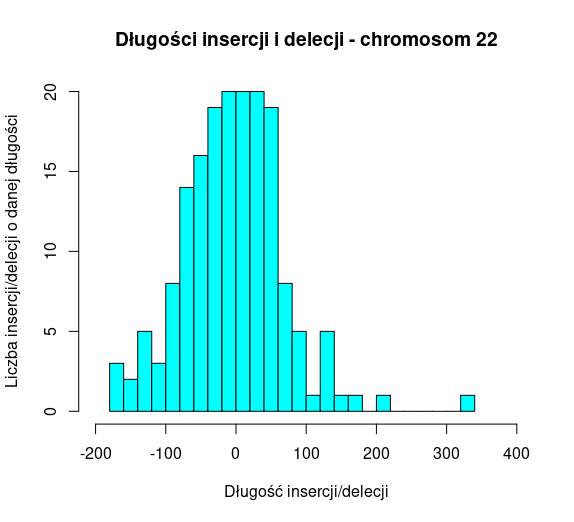 Długości insercji i delecji - chromosom 22
Liczba insercji/delecji o danej długości
20
15
10
5
0
-200 -100 0 100 200 300 400
Długość insercji/delecji